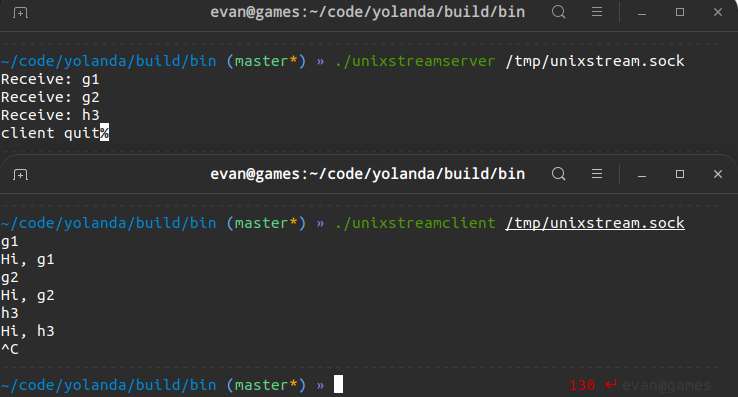 evan@games:~/code/yolanda/build/bin
~/code/yolanda/build/bin (master*) » ./unixstreamserver /tmp/unixstream.sock
Receive: g1
Receive: g2
Receive: h3
client quit%
evan@games:~/code/yolanda/build/bin
~/code/yolanda/build/bin (master*) » ./unixstreamclient /tmp/unixstream.sock
g1
Hi, g1
g2
Hi, g2
h3
Hi, h3
^C
~/code/yolanda/build/bin (master*) » 130 ↵ evan@games